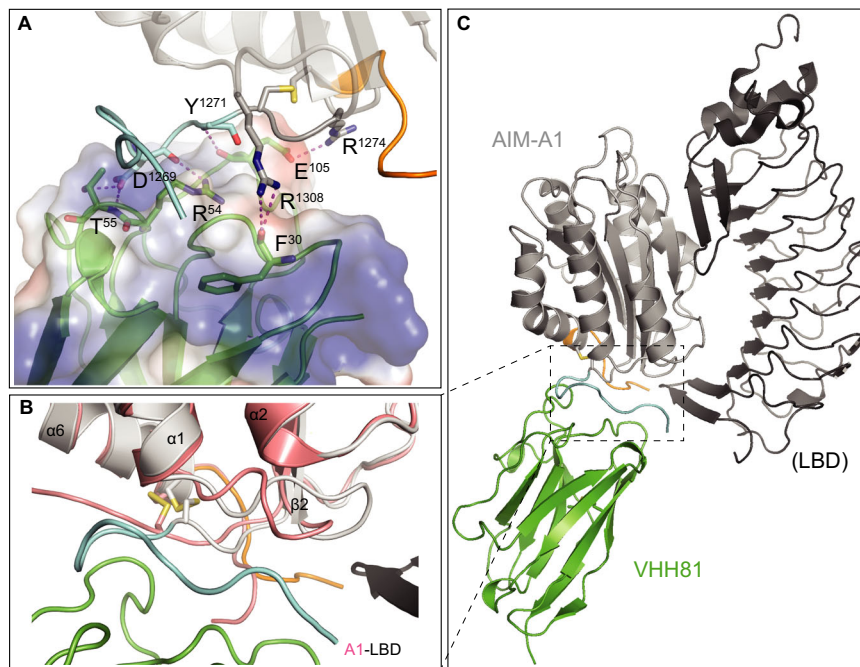 A
Y1271
R1274
E105
D1269
R1308
R54
T55
F30
B
α2
α6
α1
β2
A1-LBD
C
AIM-A1
(LBD)
VHH81